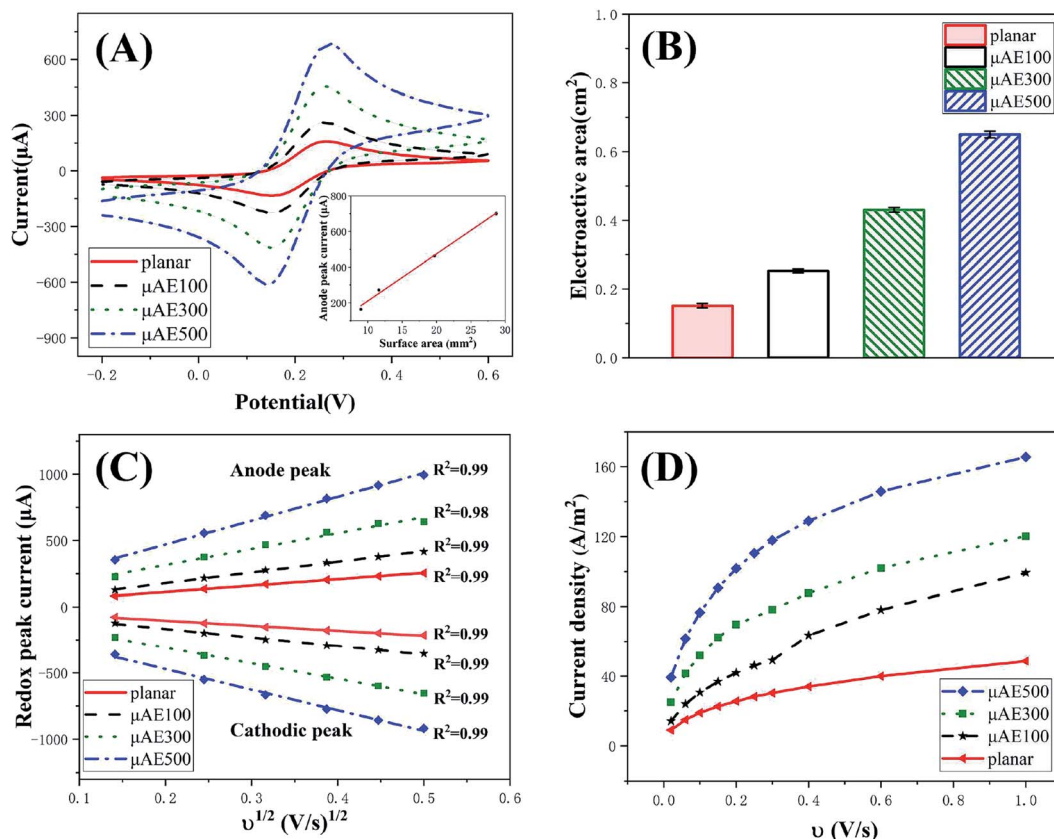 (A)
Current(μA)
600
300
0
-300
-600
-900
-0.2
0.0
0.2
0.4
0.6
Potential(V)
planar
μAE100
μAE300
μAE500
Anode peak current (μA)
800
600
400
200
10
15
20
25
30
Surface area (mm²)
(B)
Electroactive area(cm²)
1.0
0.8
0.6
0.4
0.2
0.0
planar
μAE100
μAE300
μAE500
(C)
Redox peak current (μA)
1000
500
0
-500
-1000
Anode peak
R²=0.99
R²=0.98
R²=0.99
R²=0.99
R²=0.99
R²=0.99
R²=0.99
R²=0.99
Cathodic peak
planar
μAE100
μAE300
μAE500
0.1
0.2
0.3
0.4
0.5
0.6
υ^1/2 (V/s)^1/2
(D)
Current density (A/m²)
160
120
80
40
0
μAE500
μAE300
μAE100
planar
0.0
0.2
0.4
0.6
0.8
1.0
υ (V/s)